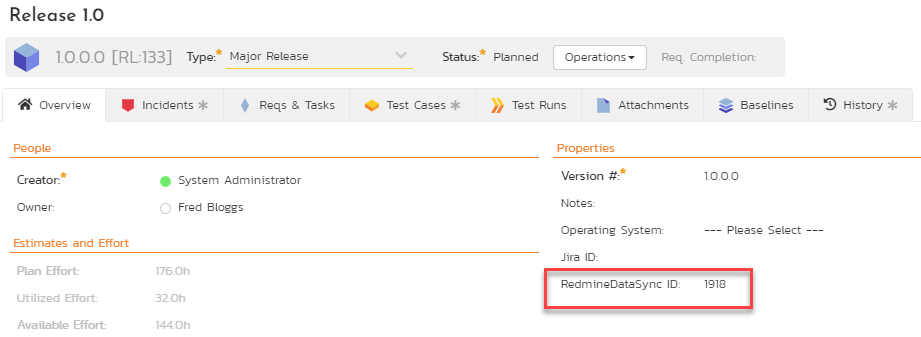 Release 1.0
1.0.0.0 [RL:133] Type:* Major Release Status:* Planned Operations Req. Completion:
Overview Incidents * Reqs & Tasks Test Cases * Test Runs Attachments Baselines History *
People
Creator:* System Administrator
Owner: Fred Bloggs
Estimates and Effort
Plan Effort: 176.0h
Utilized Effort: 32.0h
Available Effort: 144.0h
Properties
Version #:* 1.0.0.0
Notes:
Operating System: --- Please Select ---
Jira ID:
RedmineDataSync ID: 1918